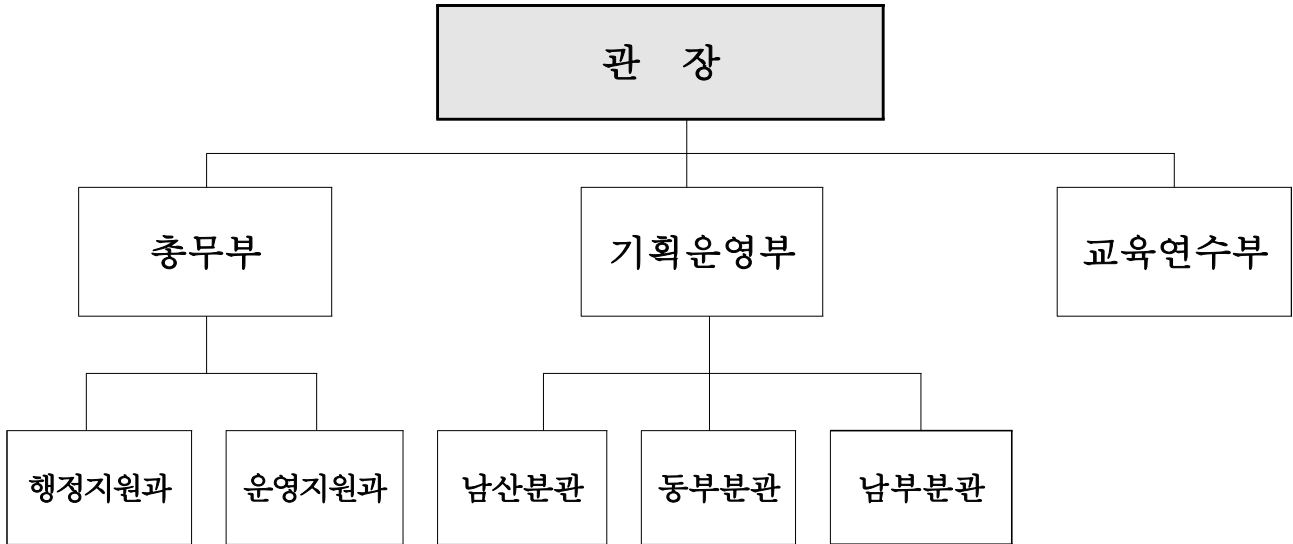 관 장
총무부
기획운영부
교육연수부
행정지원과
운영지원과
남산분관
동부분관
남부분관